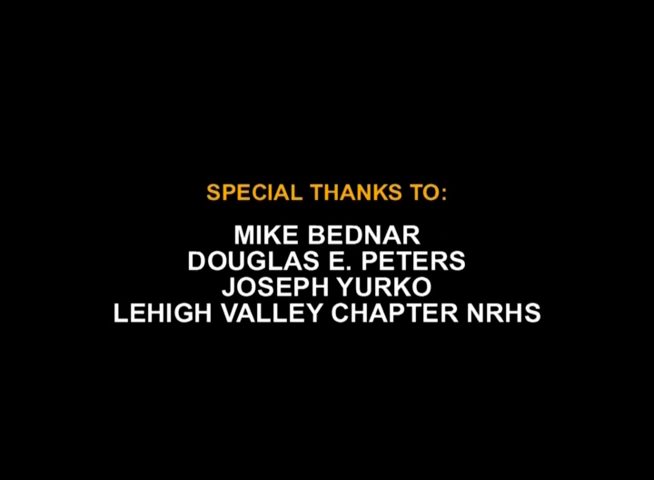 SPECIAL THANKS TO:
MIKE BEDNAR
DOUGLAS E. PETERS
JOSEPH YURKO
LEHIGH VALLEY CHAPTER NRHS